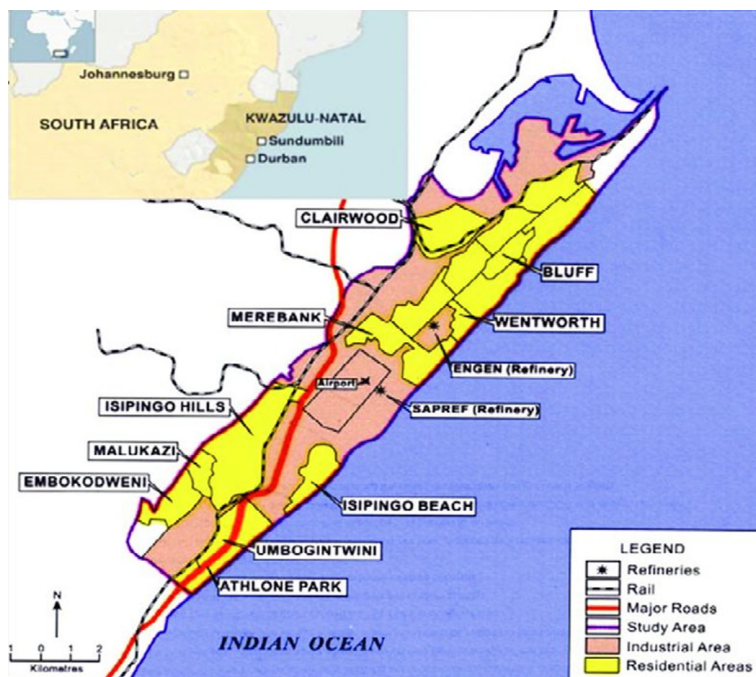 Johannesburg
SOUTH AFRICA
KWAZULU-NATAL
Sundumbili
Durban
CLAIRWOOD
BLUFF
MEREBANK
WENTWORTH
ENGEN (Refinery)
Airport
SAPREF (Refinery)
ISIPINGO HILLS
MALUKAZI
EMBOKODWENI
ISIPINGO BEACH
UMBOGINTWINI
ATHLONE PARK
INDIAN OCEAN
N
1 0 1 2
Kilometres
LEGEND
Refineries
Rail
Major Roads
Study Area
Industrial Area
Residential Areas